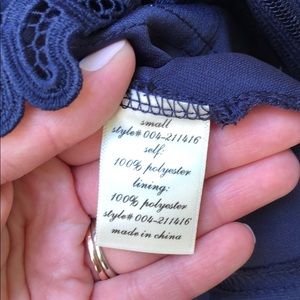 small
style# 004-211416
self:
100% polyester
lining:
100% polyester
style# 004-211416
made in china